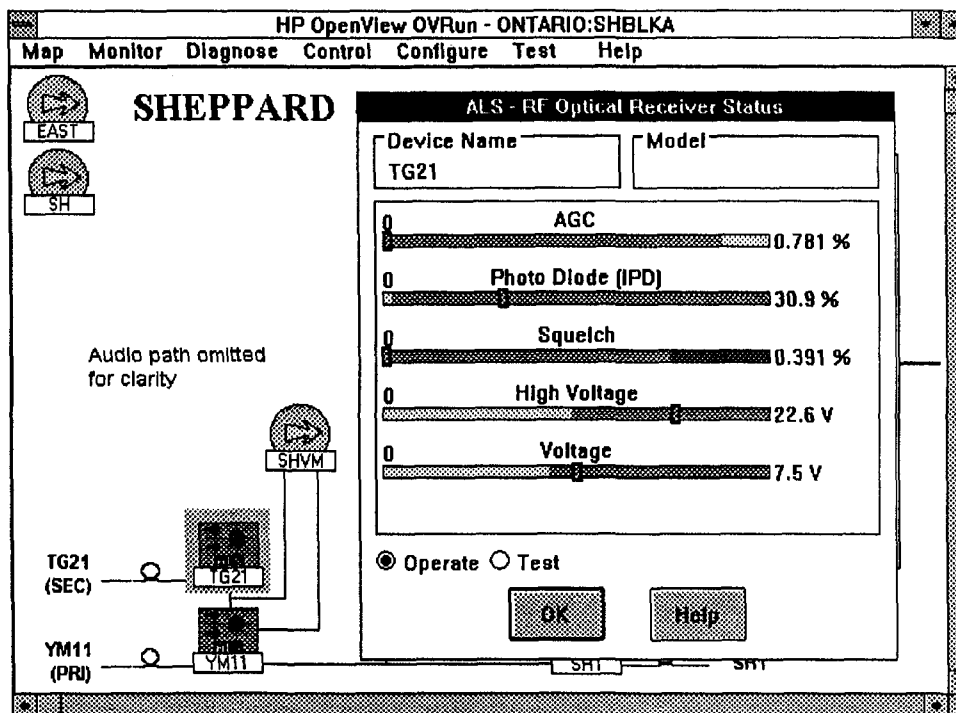 HP OpenView OVRun - ONTARIO:SHBLKA
Map Monitor Diagnose Control Configure Test Help
EAST
SH
SHEPPARD
Audio path omitted
for clarity
SHVM
TG21
(SEC)
TG21
YM11
(PRI)
YM11
ALS - RF Optical Receiver Status
Device Name
TG21
Model
0 AGC 0.781 %
0 Photo Diode (IPD) 30.9 %
0 Squelch 0.391 %
0 High Voltage 22.6 V
0 Voltage 7.5 V
Operate Test
OK Help